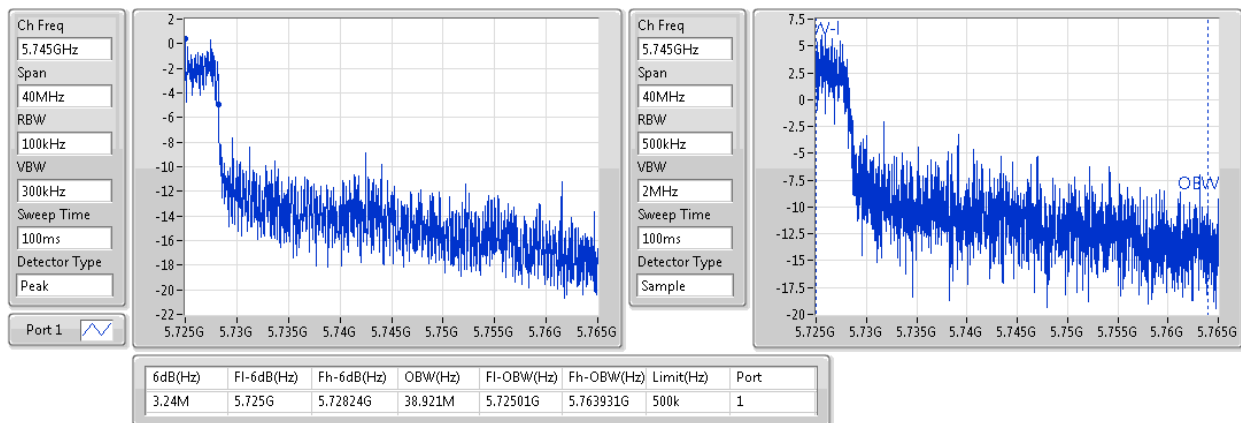 Ch Freq
5.745GHz
Span
40MHz
RBW
100kHz
VBW
300kHz
Sweep Time
100ms
Detector Type
Peak
Port 1
2
0
-2
-4
-6
-8
-10
-12
-14
-16
-18
-20
-22
5.725G 5.73G 5.735G 5.74G 5.745G 5.755G 5.76G 5.765G
Ch Freq
5.745GHz
Span
40MHz
RBW
500kHz
VBW
2MHz
Sweep Time
100ms
Detector Type
Sample
7.5
5
2.5
0
-2.5
-5
-7.5
-10
-12.5
-15
-17.5
-20
OBW
5.725G 5.73G 5.735G 5.74G 5.745G 5.755G 5.76G 5.765G
6dB(Hz) Fl-6dB(Hz) Fh-6dB(Hz) OBW(Hz) Fl-OBW(Hz) Fh-OBW(Hz) Limit(Hz) Port
3.24M 5.725G 5.72824G 38.921M 5.72501G 5.763931G 500k 1